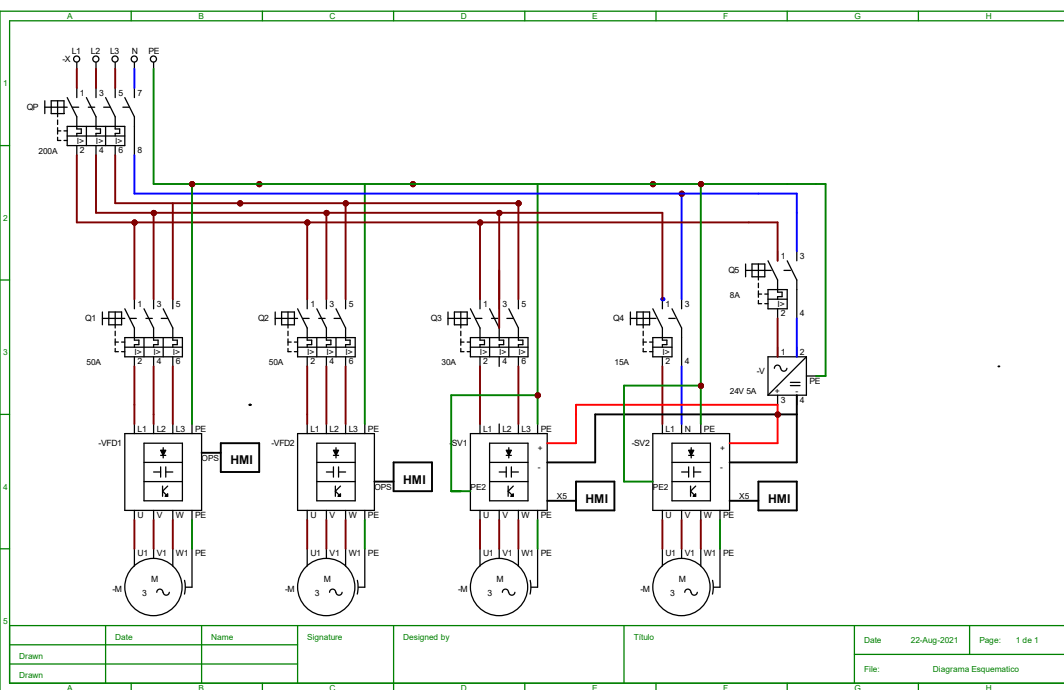 A B C D E F G H
L1 L2 L3 N PE
-X
1
1 3 5 7
QP
I> I> I>
200A
2 4 6 8
2
1 3
Q5
8A
I>
2 4
1 3 5
1 3 5
1 3 5
1 3
Q1
Q2
Q3
Q4
3
I> I> I>
I> I> I>
I> I> I>
I>
50A
50A
30A
15A
2 4 6
2 4 6
2 4 6
2 4
1 2
-V
PE
24V 5A
+ -
3 4
L1 L2 L3 PE
L1 L2 L3 PE
L1 L2 L3 PE
L1 N PE
-VFD1
-VFD2
-SV1
-SV2
+
-
+
-
OPS
HMI
OPS
HMI
PE2
X5
HMI
PE2
X5
HMI
4
U V W PE
U V W PE
U V W PE
U V W PE
U1 V1 W1 PE
U1 V1 W1 PE
U1 V1 W1 PE
U1 V1 W1 PE
-M
M
3
-M
M
3
-M
M
3
-M
M
3
5
Date Name Signature Designed by Título
Drawn
Drawn
Date 22-Aug-2021 Page: 1 de 1
File: Diagrama Esquematico
A B C D E F G H